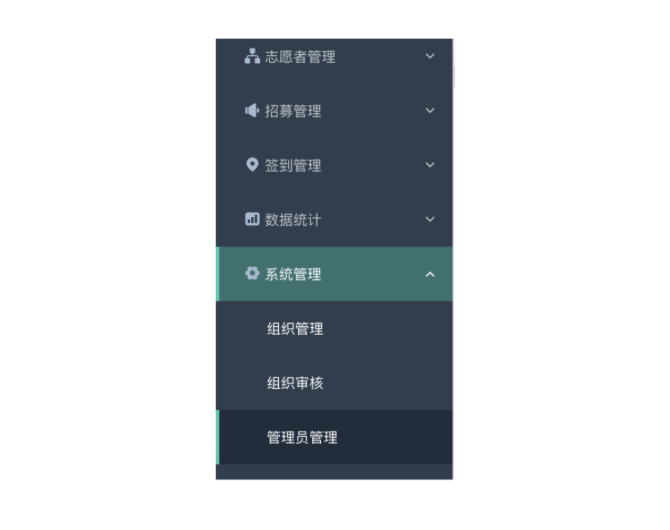 志愿者管理
招募管理
签到管理
数据统计
系统管理
组织管理
组织审核
管理员管理